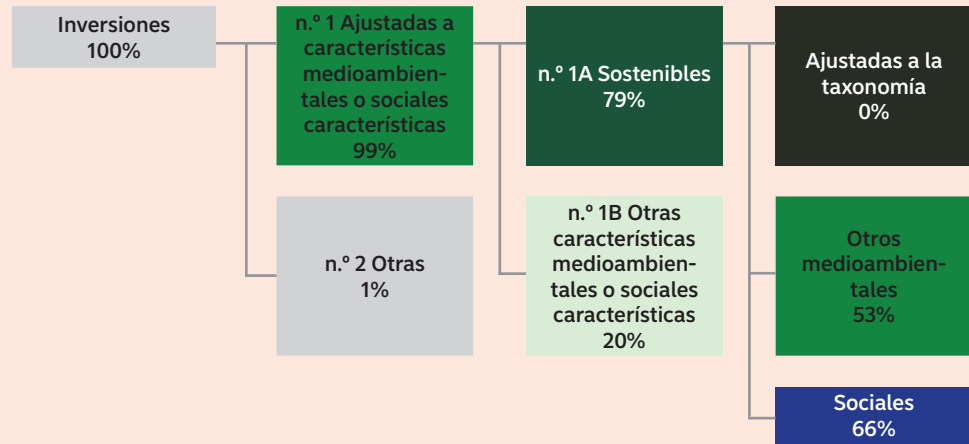 Inversiones
100%
n.º 1 Ajustadas a
características
medioambien-
tales o sociales
características
99%
n.º 2 Otras
1%
n.º 1A Sostenibles
79%
n.º 1B Otras
características
medioambien-
tales o sociales
características
20%
Ajustadas a la
taxonomía
0%
Otros
medioambien-
tales
53%
Sociales
66%